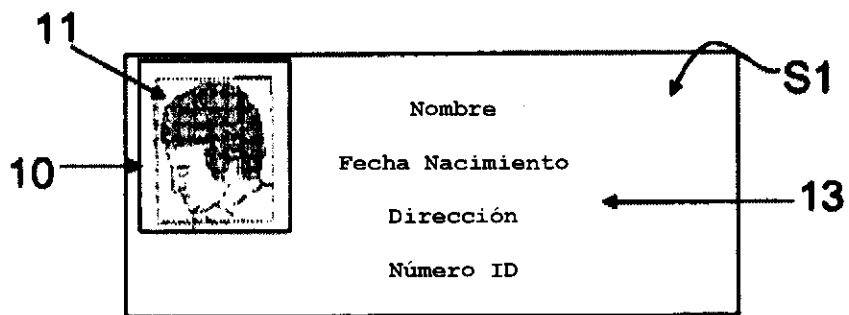 11
S1
Nombre
10
Fecha Nacimiento
13
Dirección
Número ID